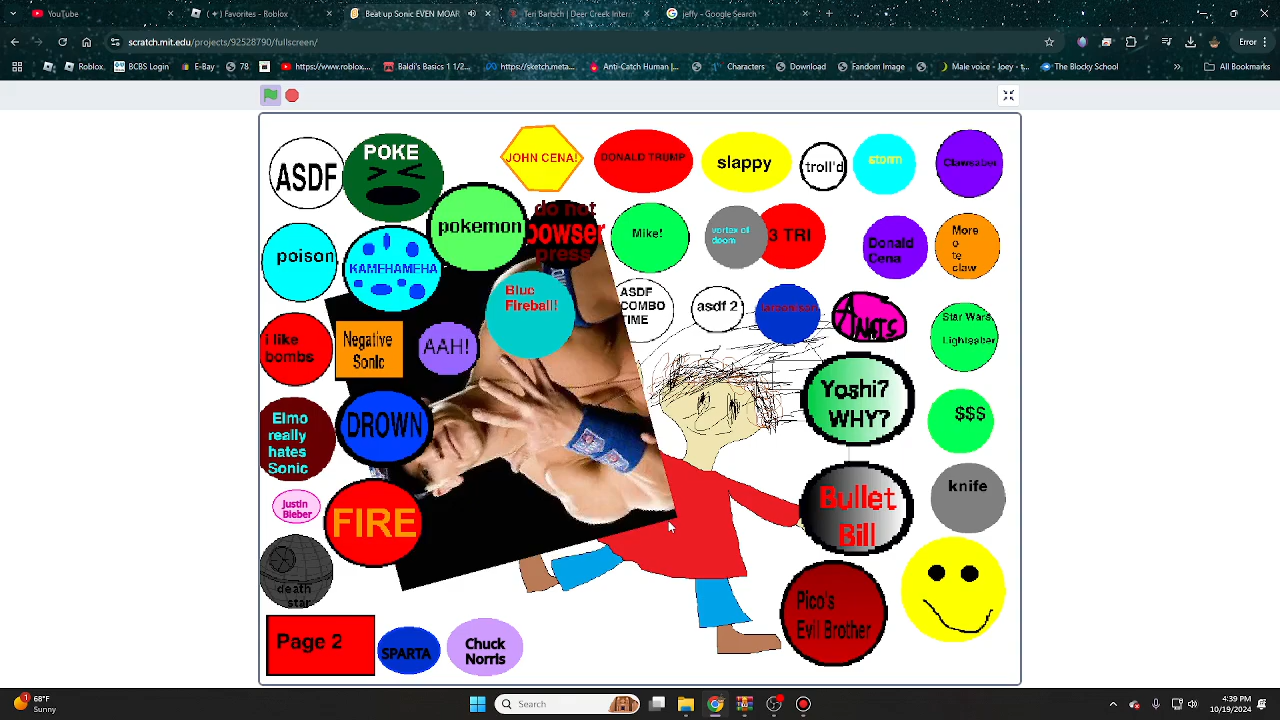 YouTube
(+) Favorites - Roblox
Beat up Sonic EVEN MOAR
Teri Bartsch | Deer Creek Inter
jeffy - Google Search
scratch.mit.edu/projects/92528790/fullscreen/
Error
Roblox.
BCBS Login
E-Bay
78
https://www.roblox...
Baldi's Basics 1 1/2...
https://sketch.meta...
Anti-Catch Human |...
Characters
Download
Fandom Image
Male voice - Joey - t...
The Blocky School
All Bookm
ASDF
POKE
JOHN CENA!
DONALD TRUMP
slappy
troll'd
storm
Clawsaber
pokemon
do not
bowser
press
Mike!
vortax of
doom
3 TRI
Donald
Cena
More
o
te
claw
poison
KAMEHAMEHA
Blue
Fireball!
ASDF
COMBO
TIME
asdf 2
ANGTS
Star Wars
Lightsaber
i like
bombs
Negative
Sonic
AAH!
Yoshi?
WHY?
$$$
Elmo
really
hates
Sonic
DROWN
knife
Justin
Bieber
FIRE
Bullet
Bill
death
star
Pico's
Evil Brother
Page 2
SPARTA
Chuck
Norris
1
68°F
Sunny
Search
4:33 PM
10/19/2024